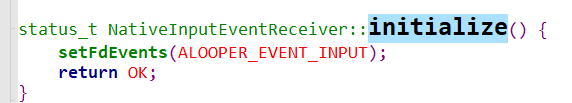 status_t NativeInputEventReceiver::initialize() {
    setFdEvents(ALOOPER_EVENT_INPUT);
    return OK;
}